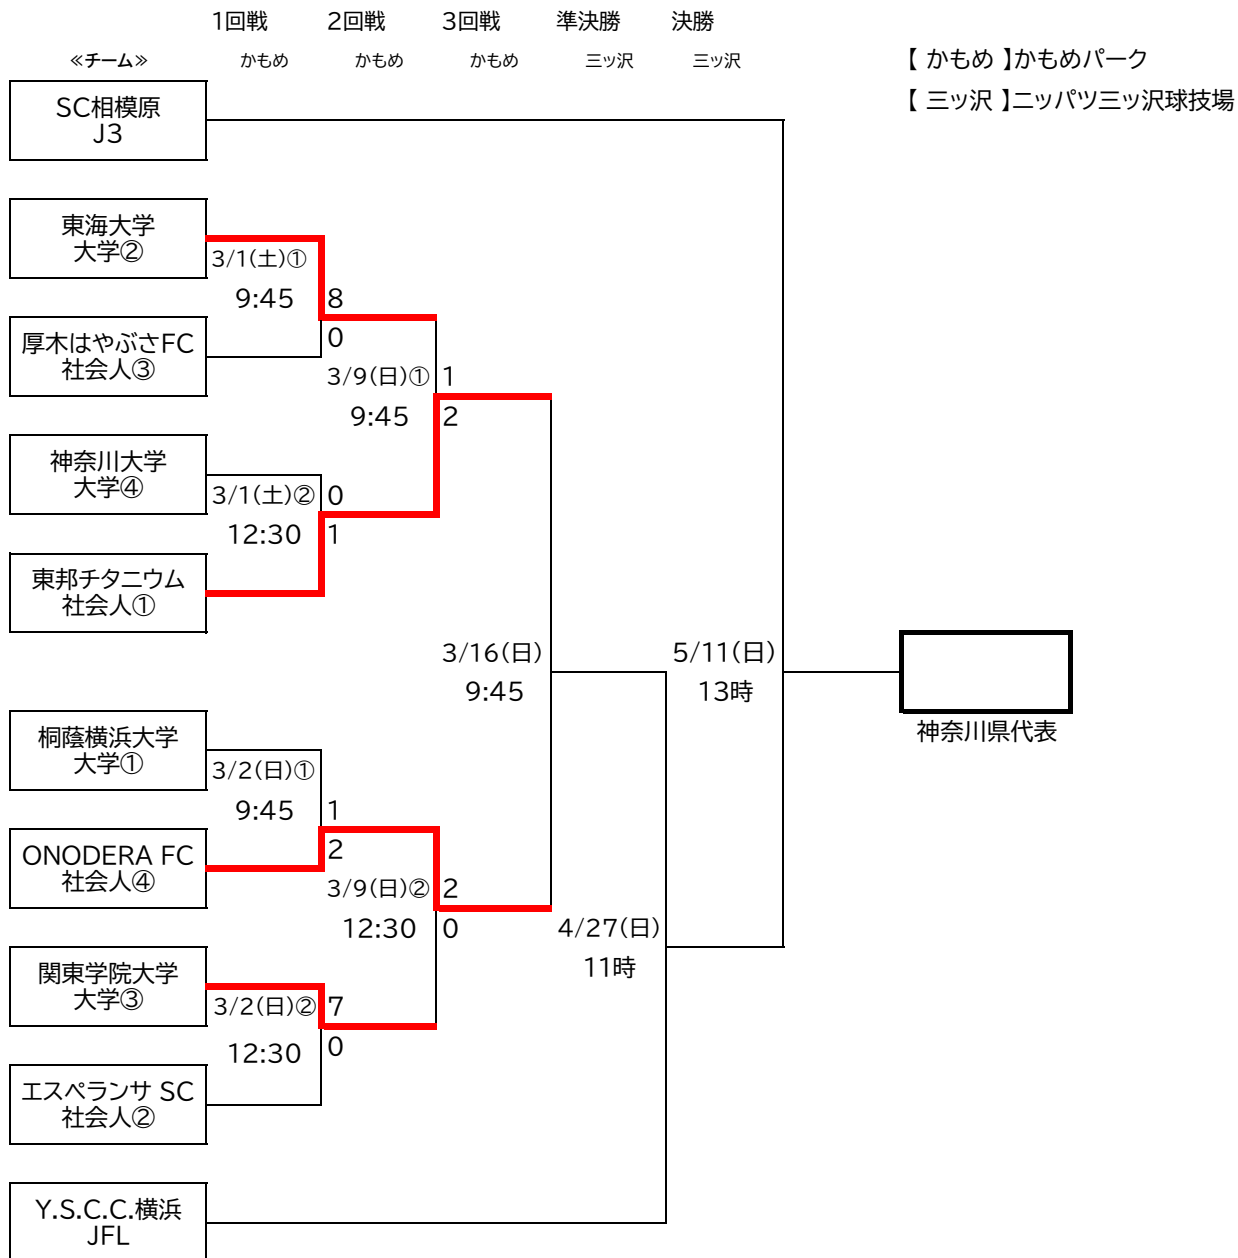 1回戦 2回戦 3回戦 準決勝 決勝
≪チーム≫ かもめ かもめ かもめ 三ッ沢 三ッ沢
【 かもめ 】かもめパーク
【 三ッ沢 】ニッパツ三ッ沢球技場
SC相模原
J3
東海大学
大学②
3/1(土)①
9:45 8
0
厚木はやぶさFC
社会人③
3/9(日)① 1
9:45 2
神奈川大学
大学④
3/1(土)② 0
12:30 1
東邦チタニウム
社会人①
3/16(日)
9:45
5/11(日)
13時
神奈川県代表
桐蔭横浜大学
大学①
3/2(日)①
9:45 1
2
ONODERA FC
社会人④
3/9(日)② 2
12:30 0
4/27(日)
11時
関東学院大学
大学③
3/2(日)② 7
12:30 0
エスペランサ SC
社会人②
Y.S.C.C.横浜
JFL